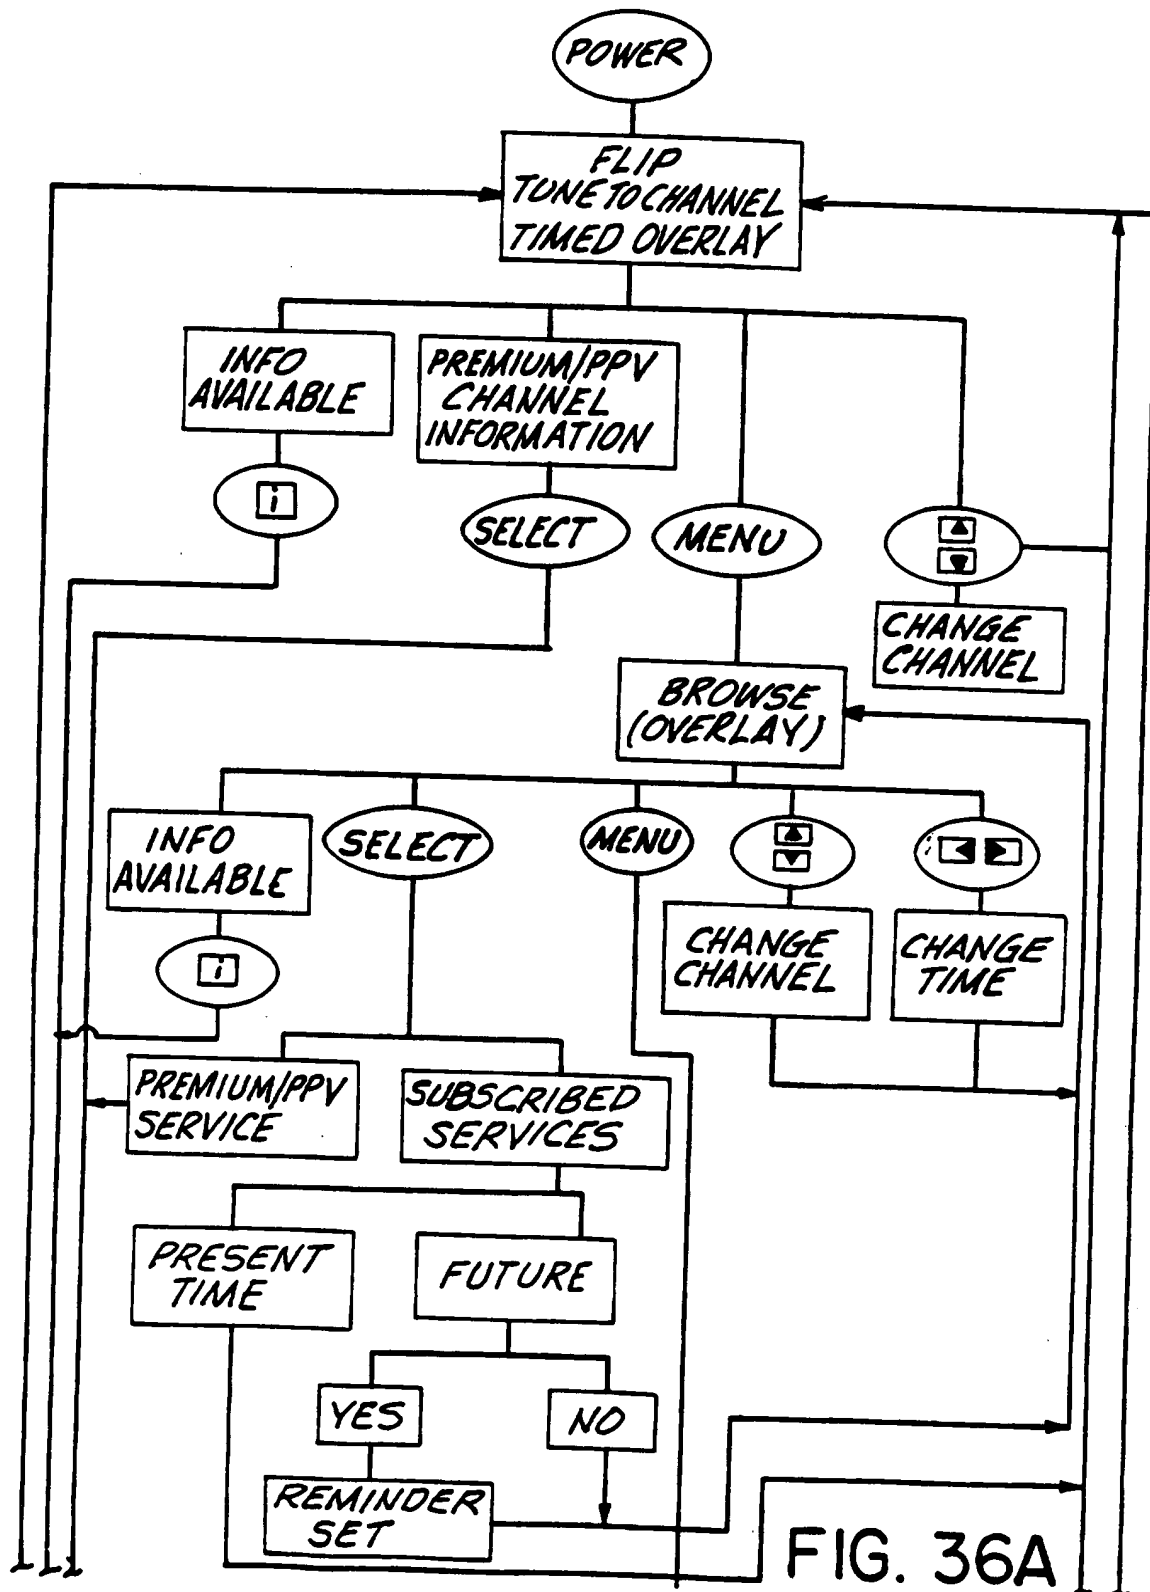 POWER
FLIP
TUNE TO CHANNEL
TIMED OVERLAY
INFO
AVAILABLE
PREMIUM/PPV
CHANNEL
INFORMATION
i
SELECT
MENU
CHANGE
CHANNEL
BROWSE
(OVERLAY)
INFO
AVAILABLE
SELECT
MENU
i
CHANGE
CHANNEL
CHANGE
TIME
PREMIUM/PPV
SERVICE
SUBSCRIBED
SERVICES
PRESENT
TIME
FUTURE
YES
NO
REMINDER
SET
FIG. 36A